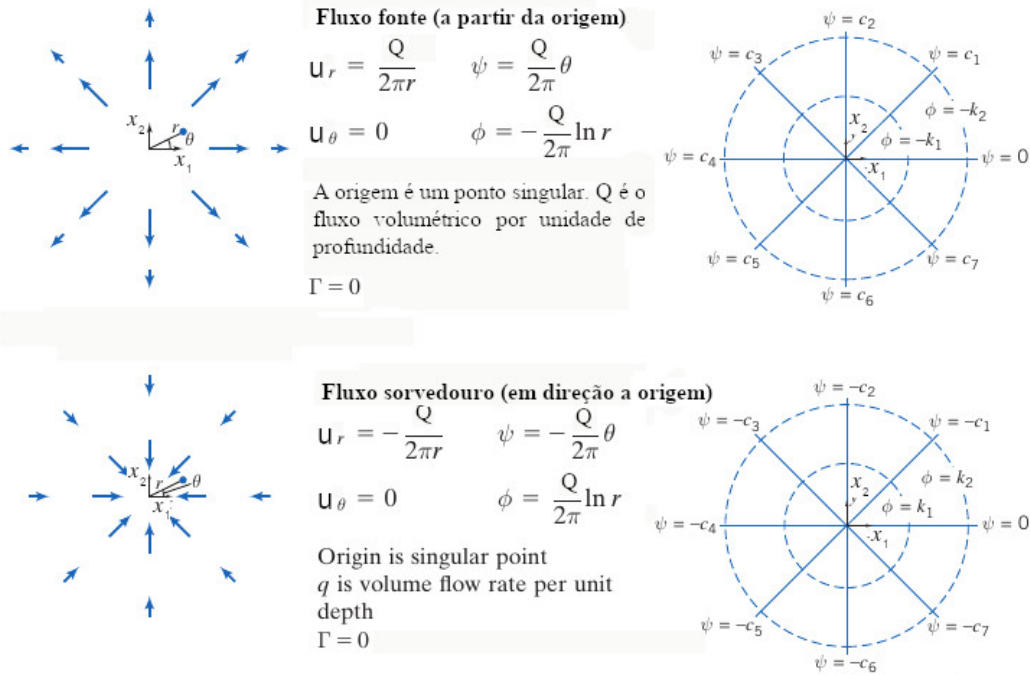 Fluxo fonte (a partir da origem)
u_r = Q/2πr ψ = Q/2π θ
u_θ = 0 ϕ = − Q/2π ln r
A origem é um ponto singular. Q é o
fluxo volumétrico por unidade de
profundidade.
Γ = 0
x₂ r θ
x₁
ψ = c₂
ψ = c₃ ψ = c₁
ϕ = −k₂
x₂
ϕ = −k₁
ψ = c₄ x₁ ψ = 0
ψ = c₅ ψ = c₇
ψ = c₆
Fluxo sorvedouro (em direção a origem)
u_r = − Q/2πr ψ = − Q/2π θ
u_θ = 0 ϕ = Q/2π ln r
Origin is singular point
q is volume flow rate per unit
depth
Γ = 0
x₂ r θ
x₁
ψ = −c₂
ψ = −c₃ ψ = −c₁
ϕ = k₂
x₂
ϕ = k₁
ψ = −c₄ x₁ ψ = 0
ψ = −c₅ ψ = −c₇
ψ = −c₆